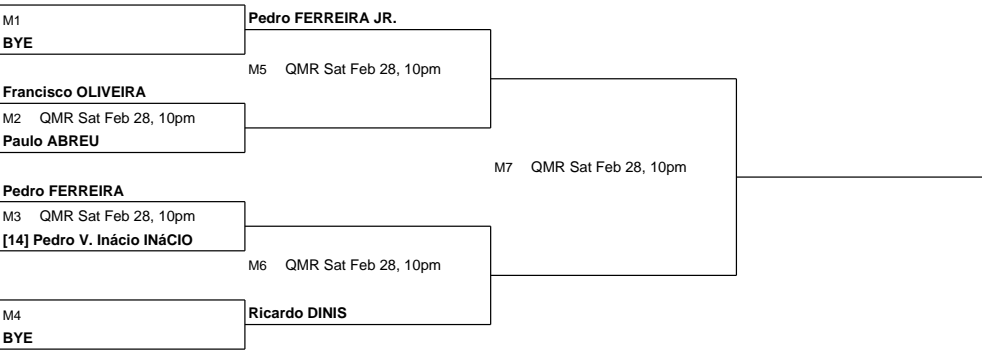 Pedro FERREIRA JR.
M1
BYE
M5 QMR Sat Feb 28, 10pm
Francisco OLIVEIRA
M2 QMR Sat Feb 28, 10pm
Paulo ABREU
M7 QMR Sat Feb 28, 10pm
Pedro FERREIRA
M3 QMR Sat Feb 28, 10pm
[14] Pedro V. Inácio INáCIO
M6 QMR Sat Feb 28, 10pm
Ricardo DINIS
M4
BYE